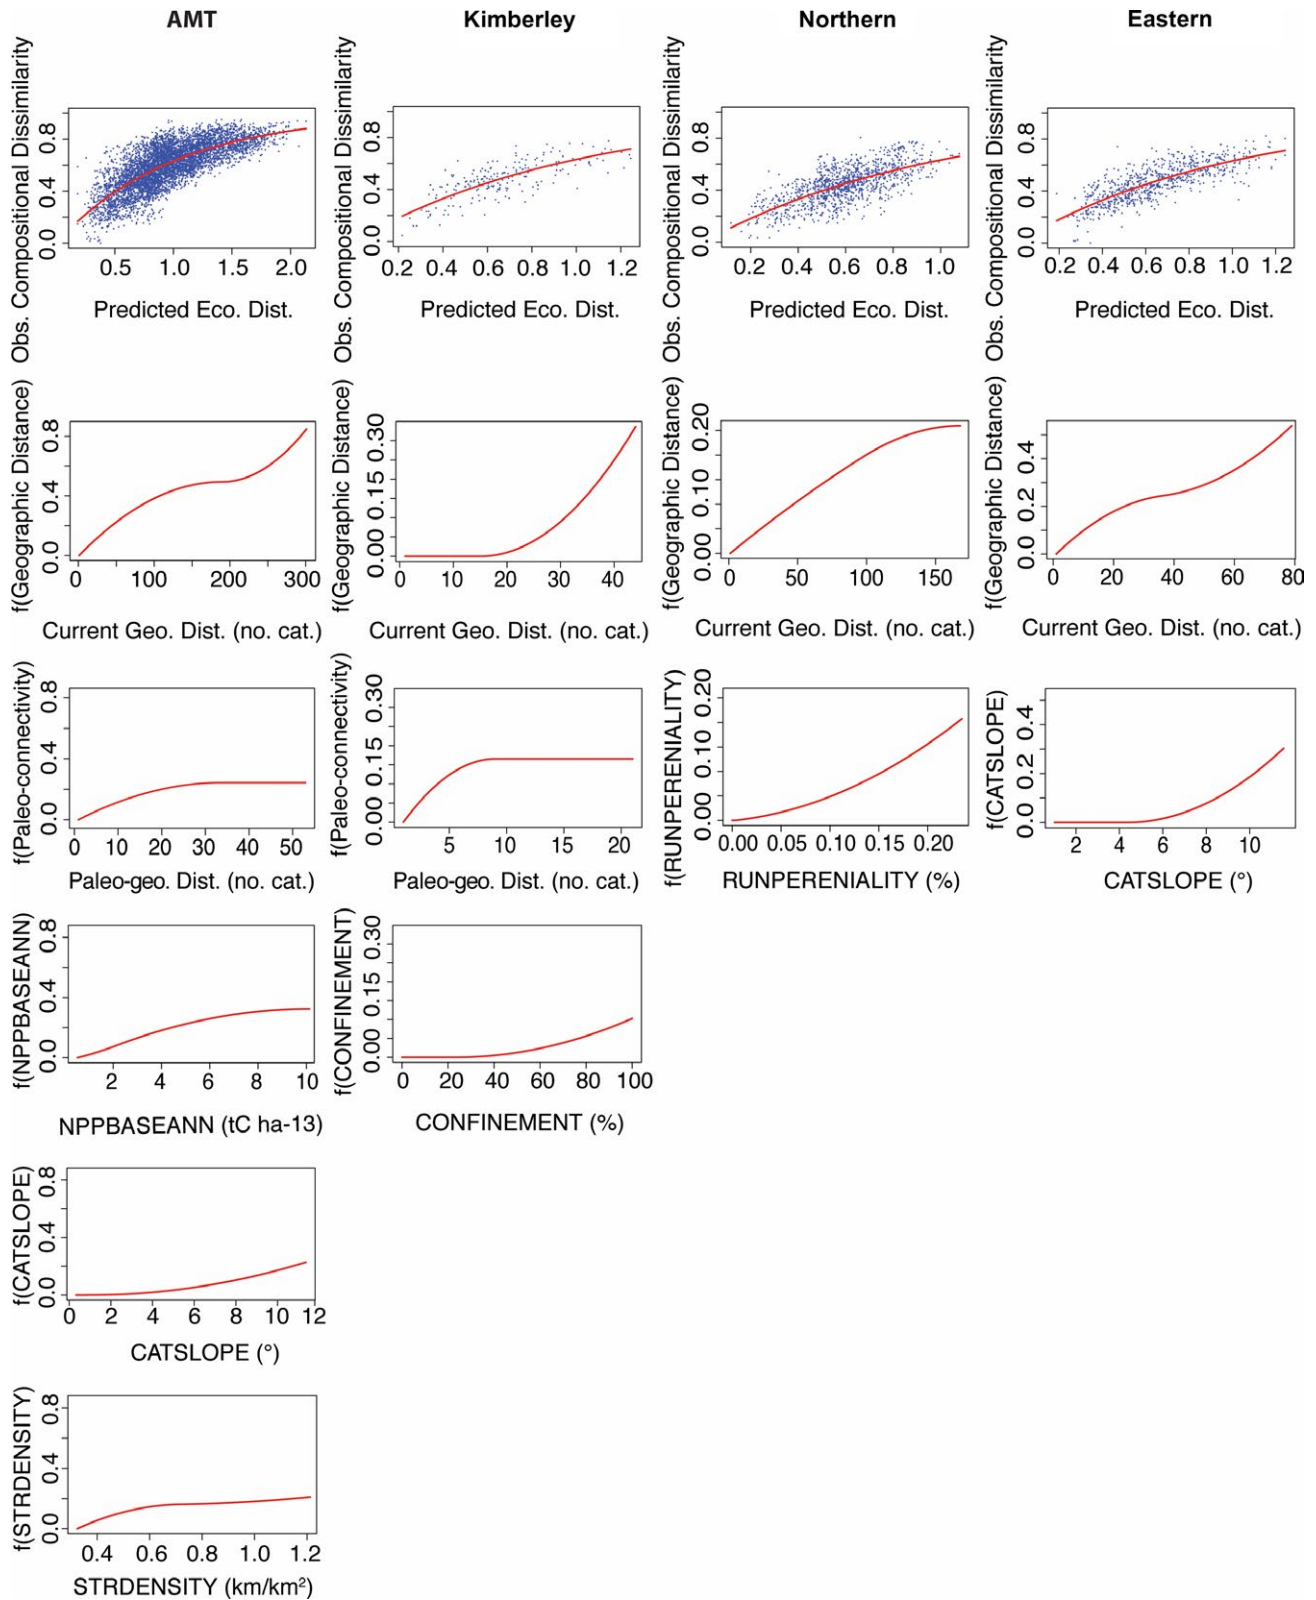 AMT
Kimberley
Northern
Eastern
Obs. Compositional Dissimilarity
0.0 0.4 0.8
0.5 1.0 1.5 2.0
Predicted Eco. Dist.
Obs. Compositional Dissimilarity
0.0 0.4 0.8
0.2 0.4 0.6 0.8 1.0 1.2
Predicted Eco. Dist.
Obs. Compositional Dissimilarity
0.0 0.4 0.8
0.2 0.4 0.6 0.8 1.0
Predicted Eco. Dist.
Obs. Compositional Dissimilarity
0.0 0.4 0.8
0.2 0.4 0.6 0.8 1.0 1.2
Predicted Eco. Dist.
f(Geographic Distance)
0.0 0.4 0.8
0 100 200 300
Current Geo. Dist. (no. cat.)
f(Geographic Distance)
0.00 0.15 0.30
0 10 20 30 40
Current Geo. Dist. (no. cat.)
f(Geographic Distance)
0.00 0.10 0.20
0 50 100 150
Current Geo. Dist. (no. cat.)
f(Geographic Distance)
0.0 0.2 0.4
0 20 40 60 80
Current Geo. Dist. (no. cat.)
f(Paleo-connectivity)
0.0 0.4 0.8
0 10 20 30 40 50
Paleo-geo. Dist. (no. cat.)
f(Paleo-connectivity)
0.00 0.15 0.30
5 10 15 20
Paleo-geo. Dist. (no. cat.)
f(RUNPERENIALITY)
0.00 0.10 0.20
0.00 0.05 0.10 0.15 0.20
RUNPERENIALITY (%)
f(CATSLOPE)
0.0 0.2 0.4
2 4 6 8 10
CATSLOPE (°)
f(NPPBASEANN)
0.0 0.4 0.8
2 4 6 8 10
NPPBASEANN (tC ha-13)
f(CONFINEMENT)
0.00 0.15 0.30
0 20 40 60 80 100
CONFINEMENT (%)
f(CATSLOPE)
0.0 0.4 0.8
0 2 4 6 8 10 12
CATSLOPE (°)
f(STRDENSITY)
0.0 0.4 0.8
0.4 0.6 0.8 1.0 1.2
STRDENSITY (km/km²)